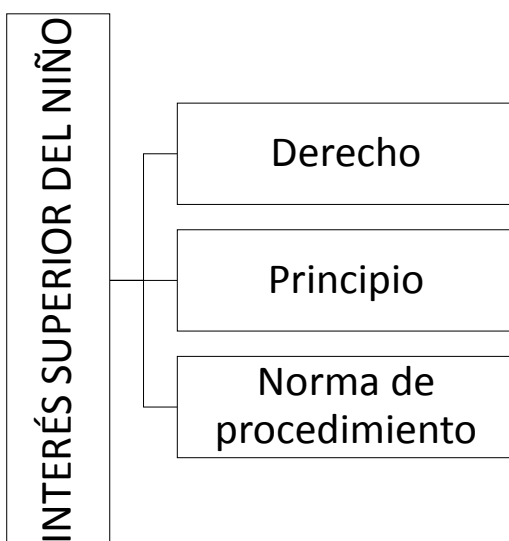 INTERÉS SUPERIOR DEL NIÑO
Derecho
Principio
Norma de
procedimiento